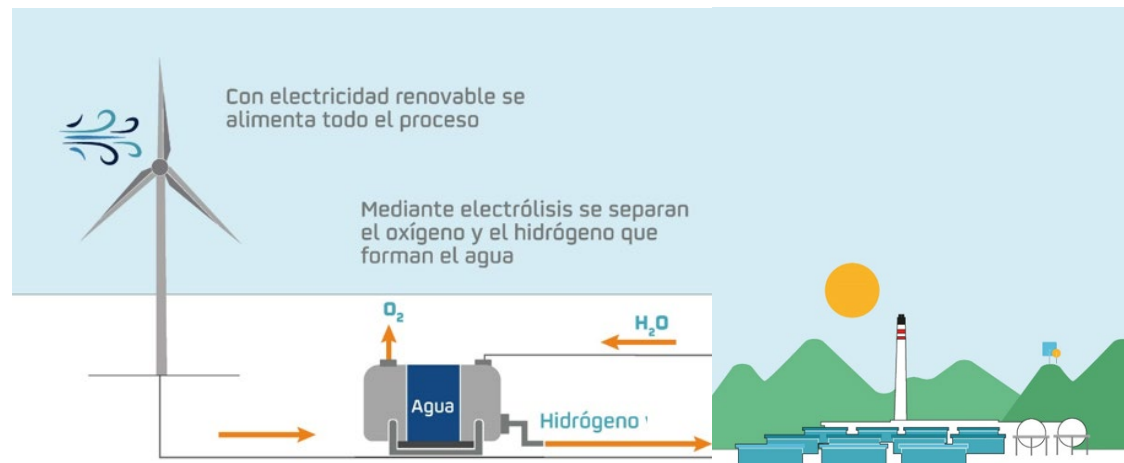 Con electricidad renovable se
alimenta todo el proceso
Mediante electrólisis se separan
el oxígeno y el hidrógeno que
forman el agua
O₂
H₂O
Agua
Hidrógeno